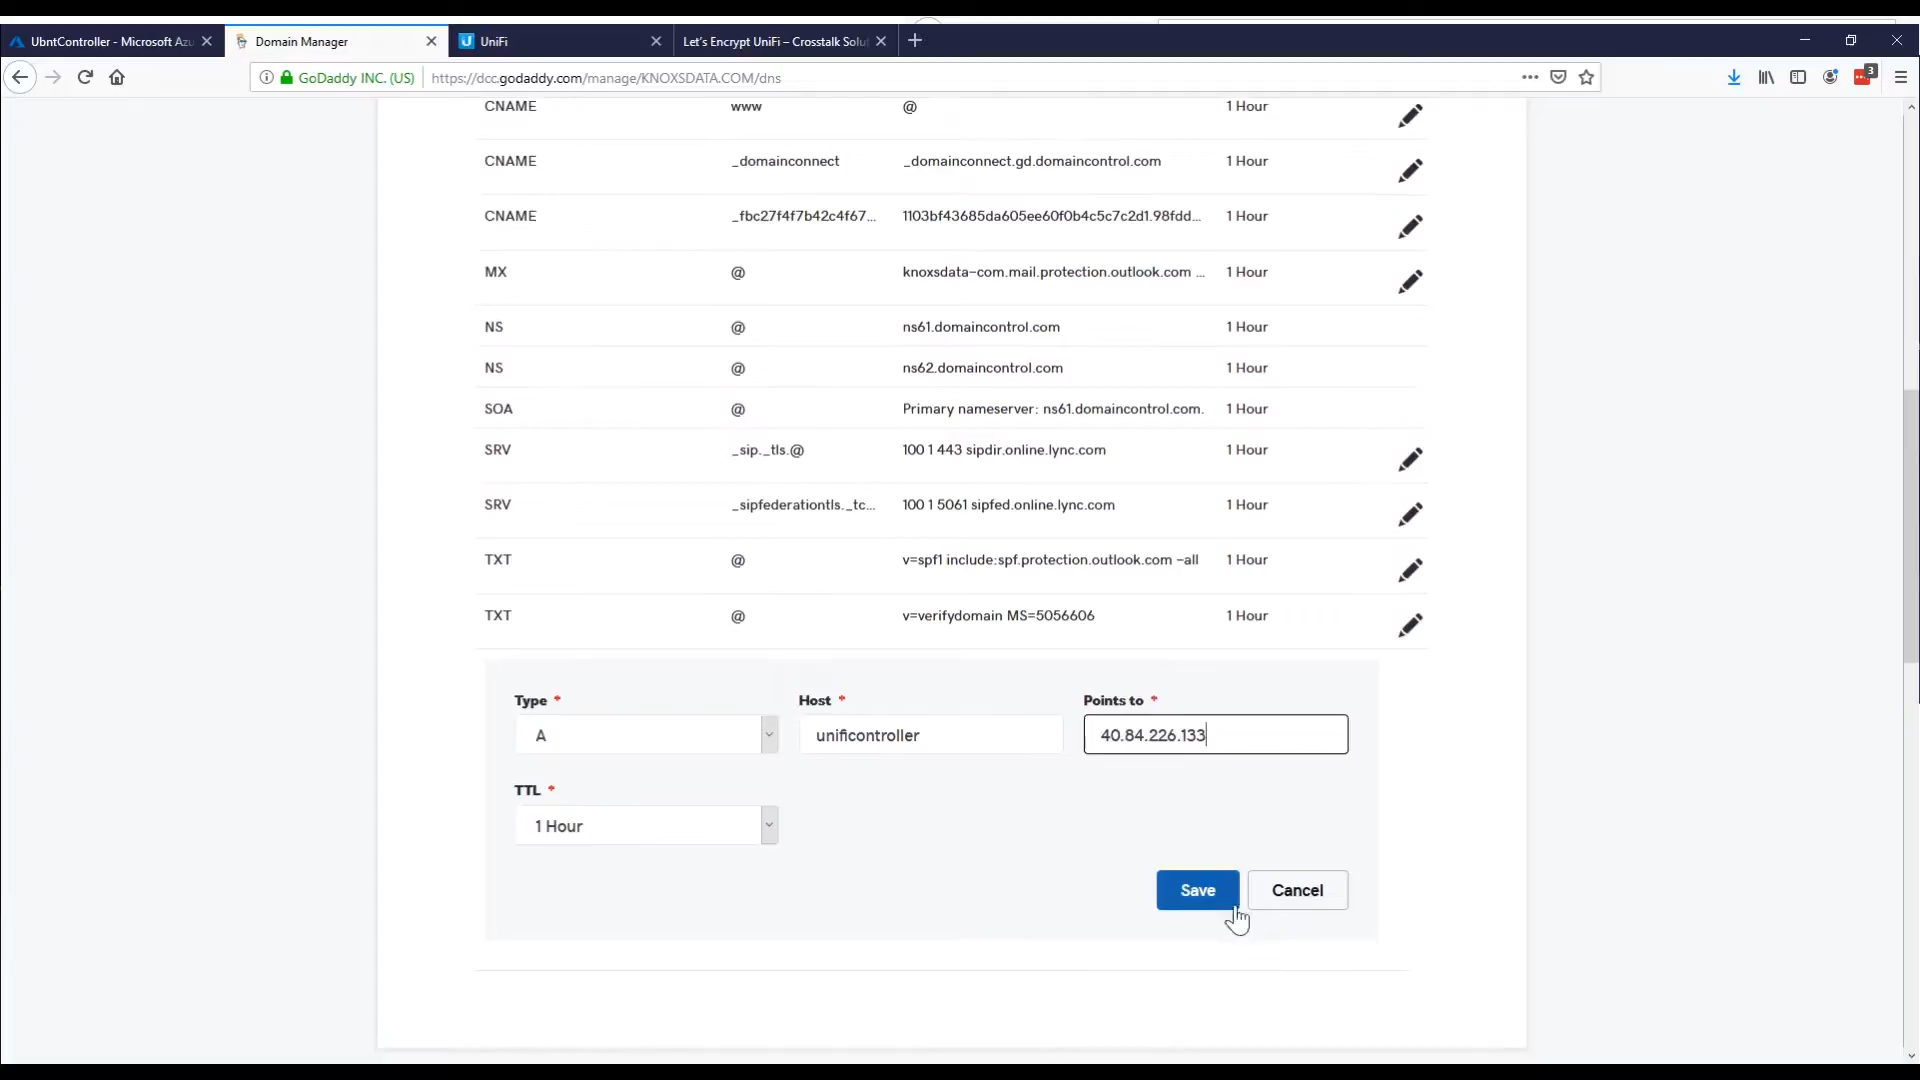 UbntController - Microsoft Azu
Domain Manager
UniFi
Let's Encrypt UniFi – Crosstalk Solu
GoDaddy INC. (US)
https://dcc.godaddy.com/manage/KNOXSDATA.COM/dns
3
CNAME www @ 1 Hour
CNAME _domainconnect _domainconnect.gd.domaincontrol.com 1 Hour
CNAME _fbc27f4f7b42c4f67... 1103bf43685da605ee60f0b4c5c7c2d1.98fdd... 1 Hour
MX @ knoxsdata-com.mail.protection.outlook.com ... 1 Hour
NS @ ns61.domaincontrol.com 1 Hour
NS @ ns62.domaincontrol.com 1 Hour
SOA @ Primary nameserver: ns61.domaincontrol.com. 1 Hour
SRV _sip._tls.@ 100 1 443 sipdir.online.lync.com 1 Hour
SRV _sipfederationtls._tc... 100 1 5061 sipfed.online.lync.com 1 Hour
TXT @ v=spf1 include:spf.protection.outlook.com -all 1 Hour
TXT @ v=verifydomain MS=5056606 1 Hour
Type * Host * Points to *
A unificontroller 40.84.226.133
TTL *
1 Hour
Save Cancel